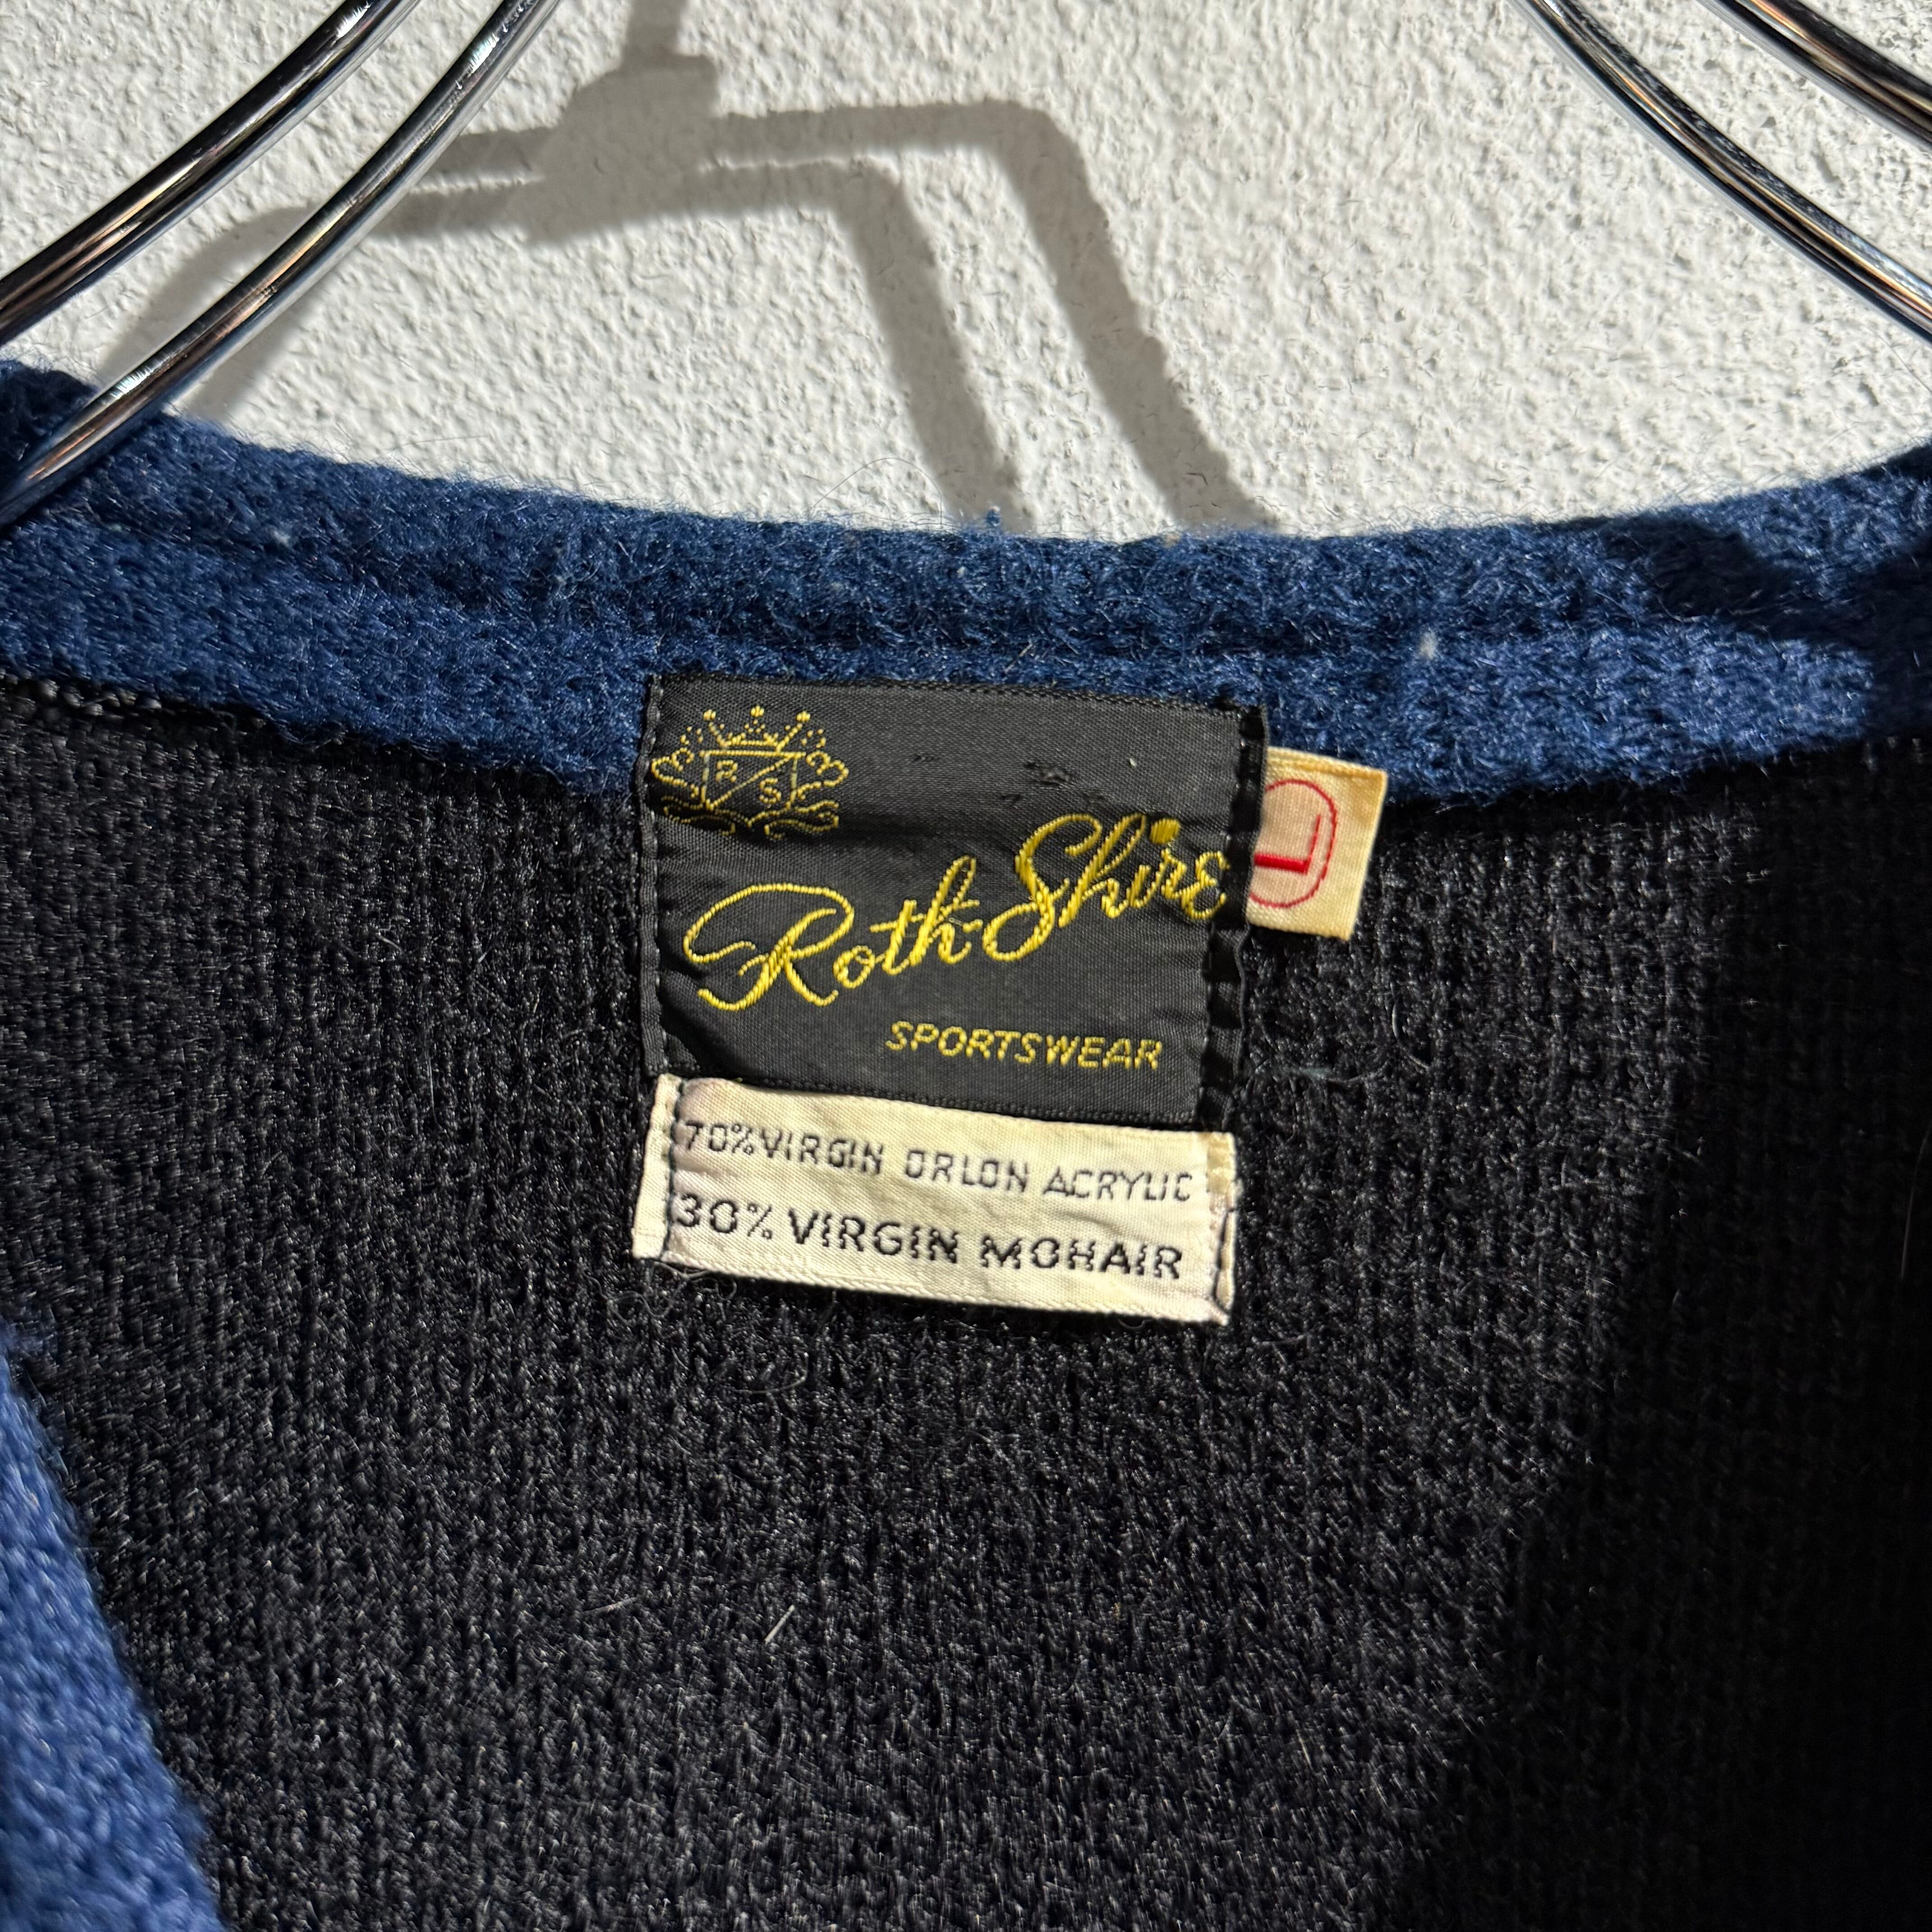 R S
Roth-Shire
SPORTSWEAR
L
70% VIRGIN ORLON ACRYLIC
30% VIRGIN MOHAIR